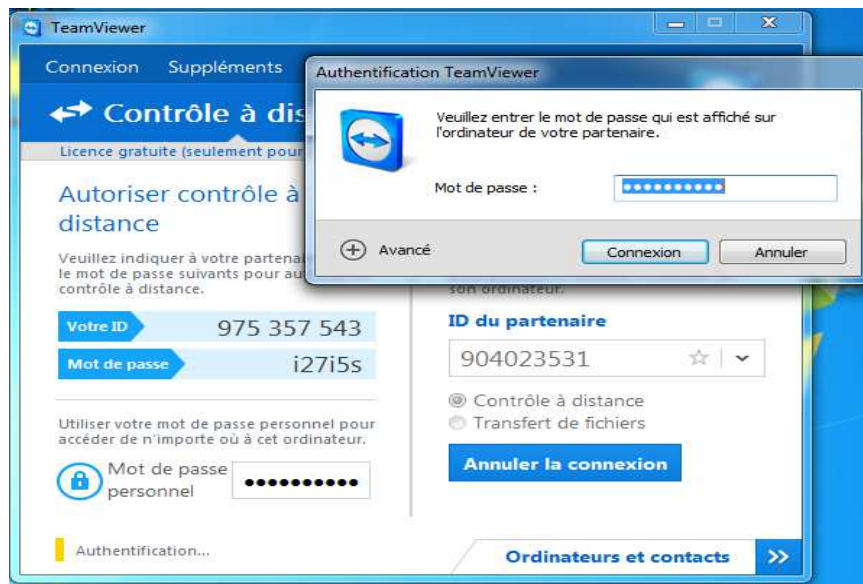 TeamViewer
Connexion Suppléments
Contrôle à dis
Licence gratuite (seulement pour
Autoriser contrôle à
distance
Veuillez indiquer à votre partena
le mot de passe suivants pour au
contrôle à distance.
Votre ID 975 357 543
Mot de passe i27i5s
Utiliser votre mot de passe personnel pour
accéder de n'importe où à cet ordinateur.
Mot de passe
personnel ●●●●●●●●●●
Authentification...
Authentification TeamViewer
Veuillez entrer le mot de passe qui est affiché sur
l'ordinateur de votre partenaire.
Mot de passe : ●●●●●●●●●●
Avancé Connexion Annuler
son ordinateur.
ID du partenaire
904023531
Contrôle à distance
Transfert de fichiers
Annuler la connexion
Ordinateurs et contacts